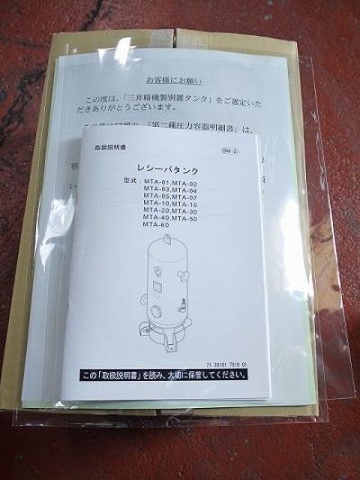 お客様にお願い
この度は、「三井精機製別置タンク」をご選定いた
だきありがとうございます。
「第二種圧力容器明細書」は、
取扱説明書
レシーバタンク
型式：MTA-01,MTA-02
MTA-03,MTA-04
MTA-05,MTA-07
MTA-10,MTA-15
MTA-20,MTA-30
MTA-40,MTA-50
MTA-60
この「取扱説明書」を読み、大切に保管してください。